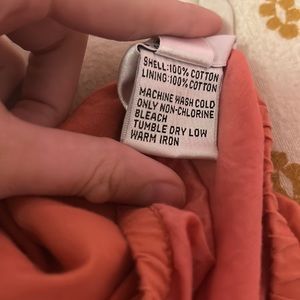 SHELL:100% COTTON
LINING:100% COTTON
MACHINE WASH COLD
ONLY NON-CHLORINE
BLEACH
TUMBLE DRY LOW
WARM IRON